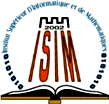 Institut Supérieur D'Informatique et de Mathématiques
2002
ISIM